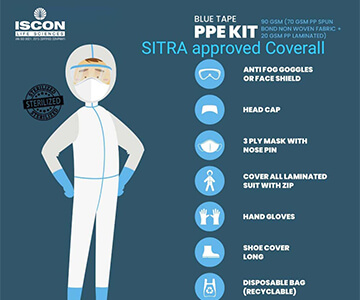 ISCON
LIFE SCIENCES
BLUE TAPE
PPE KIT
90 GSM (70 GSM PP SPUN
BOND NON WOVEN FABRIC +
20 GSM PP LAMINATED)
SITRA approved Coverall
ANTI FOG GOGGLES
OR FACE SHIELD
HEAD CAP
3 PLY MASK WITH
NOSE PIN
COVER ALL LAMINATED
SUIT WITH ZIP
HAND GLOVES
SHOE COVER
LONG
DISPOSABLE BAG
(RECYCLABLE)
STERILIZED